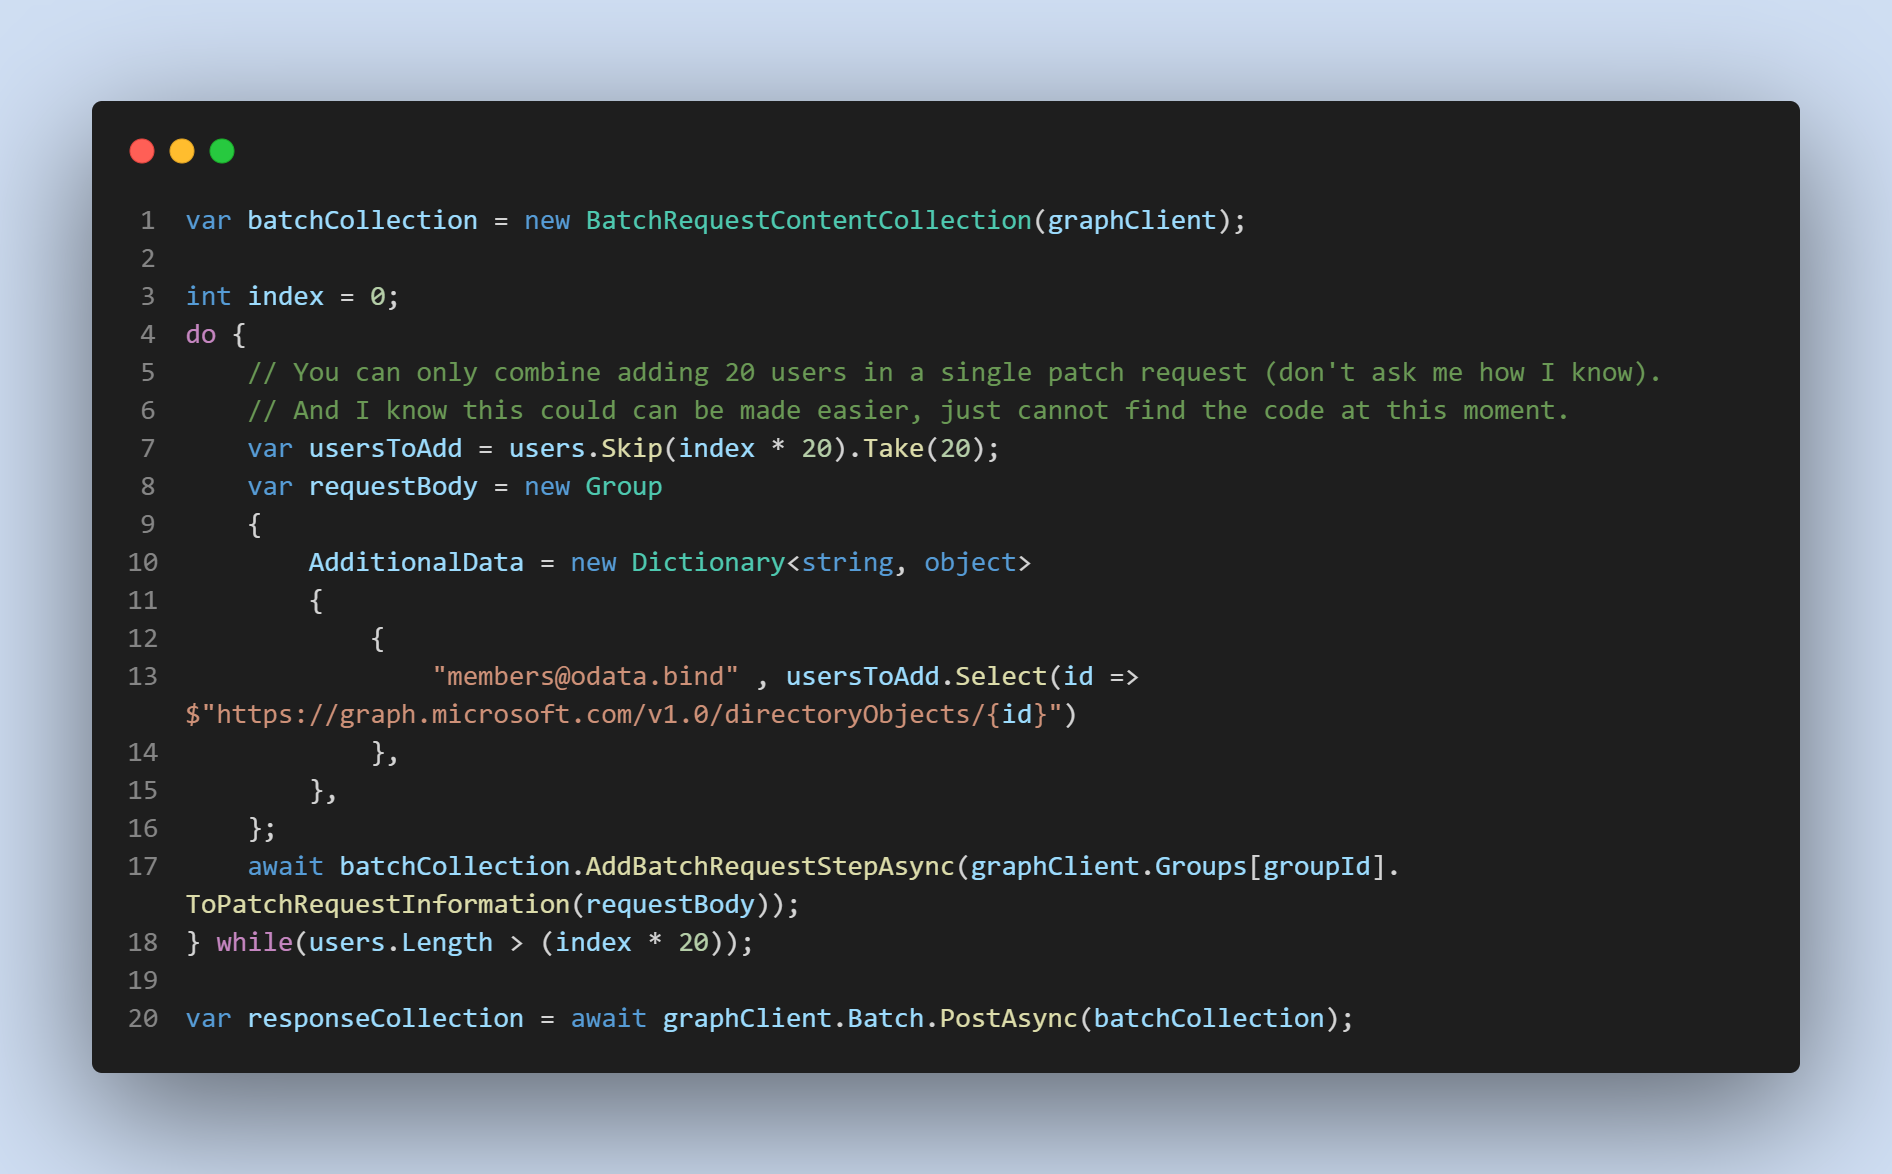 1 var batchCollection = new BatchRequestContentCollection(graphClient);
2
3 int index = 0;
4 do {
5     // You can only combine adding 20 users in a single patch request (don't ask me how I know).
6     // And I know this could can be made easier, just cannot find the code at this moment.
7     var usersToAdd = users.Skip(index * 20).Take(20);
8     var requestBody = new Group
9     {
10         AdditionalData = new Dictionary<string, object>
11         {
12             {
13                 "members@odata.bind" , usersToAdd.Select(id =>
$"https://graph.microsoft.com/v1.0/directoryObjects/{id}")
14             },
15         },
16     };
17     await batchCollection.AddBatchRequestStepAsync(graphClient.Groups[groupId].
ToPatchRequestInformation(requestBody));
18 } while(users.Length > (index * 20));
19
20 var responseCollection = await graphClient.Batch.PostAsync(batchCollection);